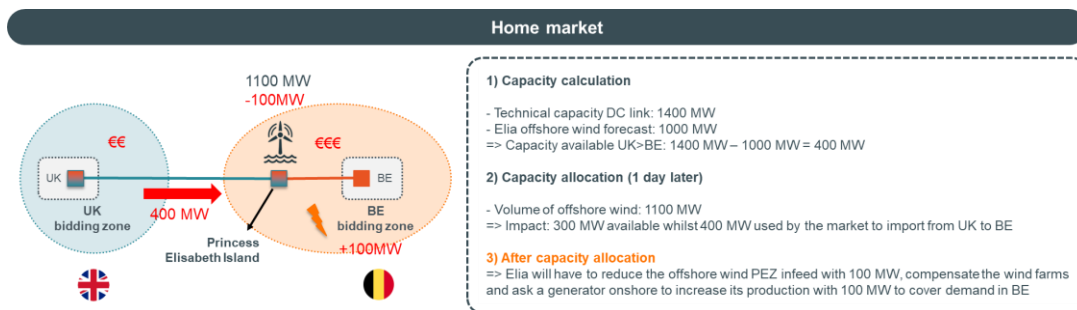 Home market
1100 MW
-100MW
€€
€€€
UK
BE
400 MW
UK
bidding zone
BE
bidding zone
+100MW
Princess
Elisabeth Island
1) Capacity calculation
- Technical capacity DC link: 1400 MW
- Elia offshore wind forecast: 1000 MW
=> Capacity available UK>BE: 1400 MW – 1000 MW = 400 MW
2) Capacity allocation (1 day later)
- Volume of offshore wind: 1100 MW
=> Impact: 300 MW available whilst 400 MW used by the market to import from UK to BE
3) After capacity allocation
=> Elia will have to reduce the offshore wind PEZ infeed with 100 MW, compensate the wind farms
and ask a generator onshore to increase its production with 100 MW to cover demand in BE